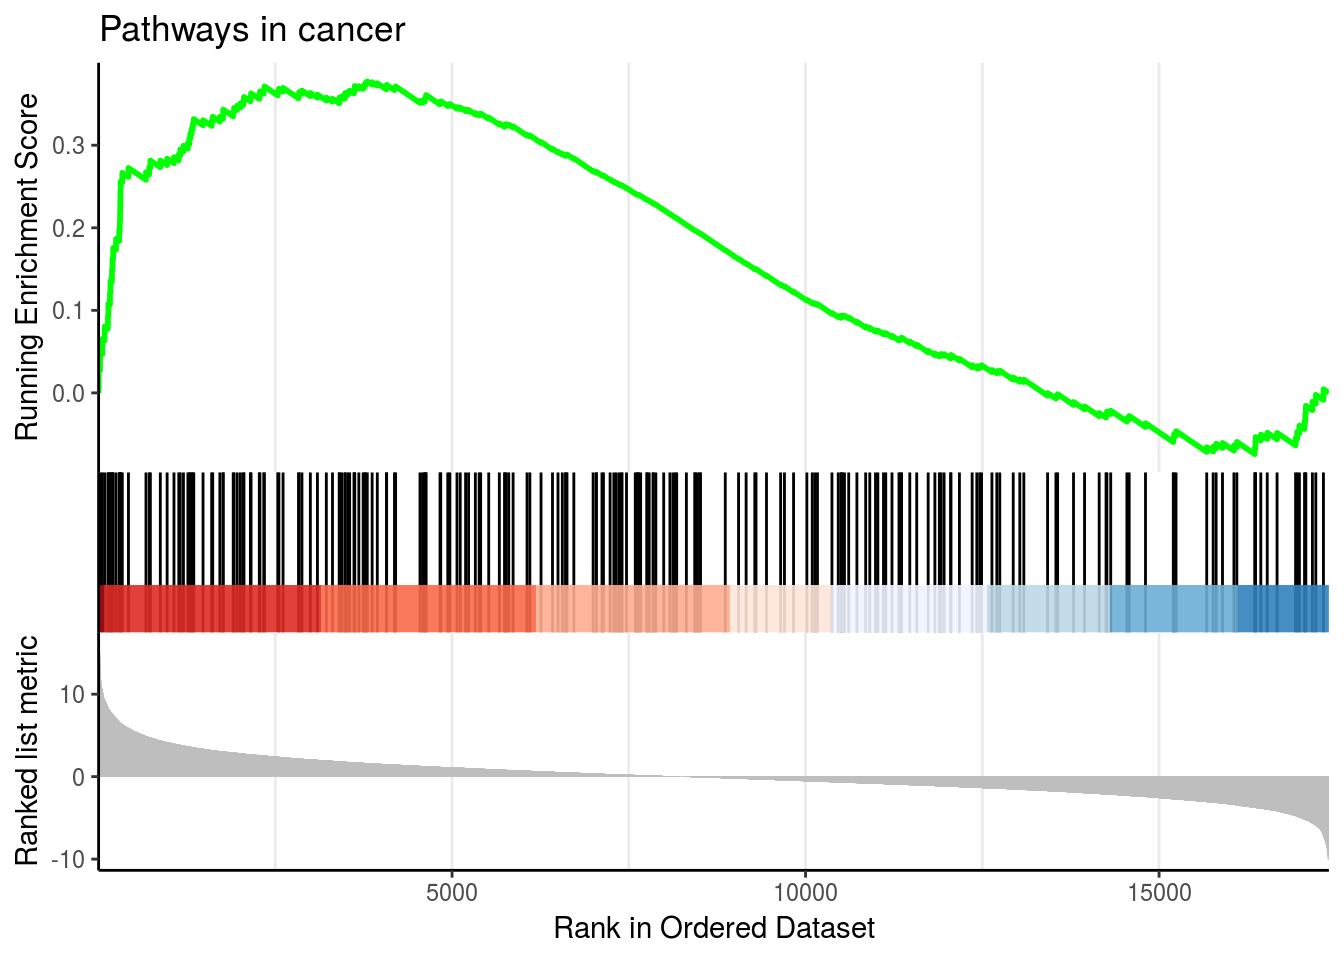 Pathways in cancer
Running Enrichment Score
0.3
0.2
0.1
0.0
Ranked list metric
10
0
-10
5000 10000 15000
Rank in Ordered Dataset